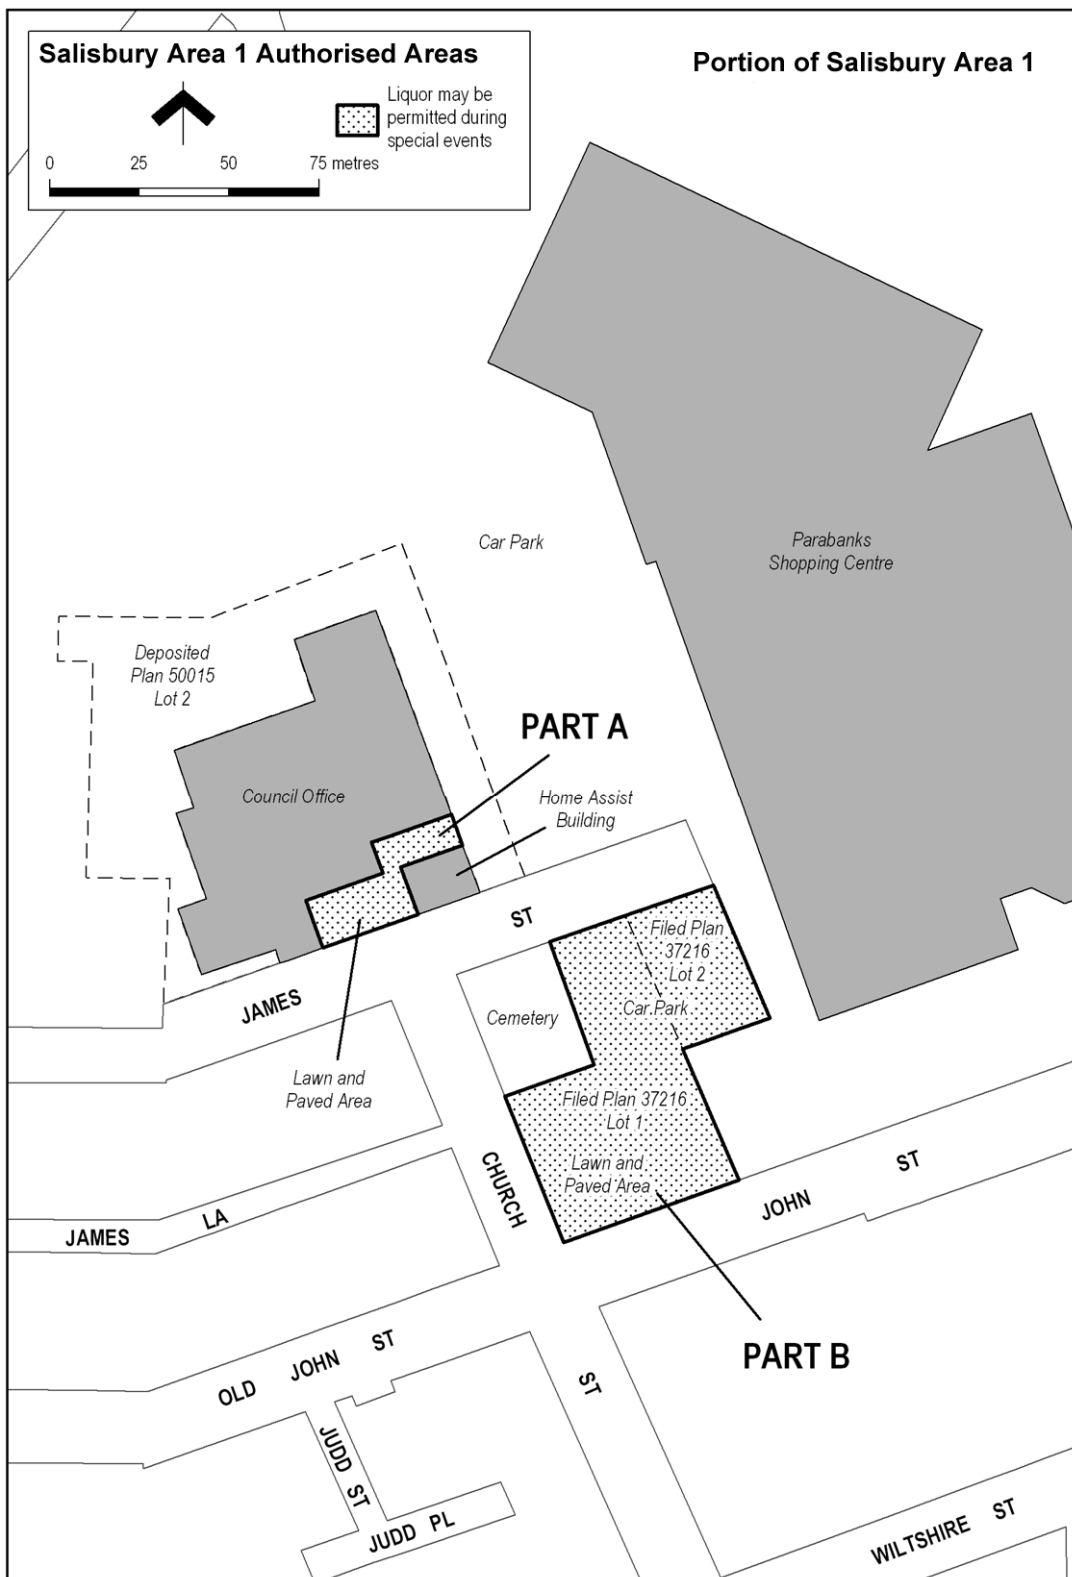 Salisbury Area 1 Authorised Areas
Portion of Salisbury Area 1
Liquor may be
permitted during
special events
0 25 50 75 metres
Car Park
Parabanks
Shopping Centre
Deposited
Plan 50015
Lot 2
PART A
Council Office
Home Assist
Building
ST
Filed Plan
37216
Lot 2
JAMES
Cemetery
Car Park
Lawn and
Paved Area
Filed Plan 37216
Lot 1
Lawn and
Paved Area
CHURCH
ST
JOHN
LA
JAMES
PART B
ST
JOHN
OLD
ST
JUDD ST
JUDD PL
WILTSHIRE ST